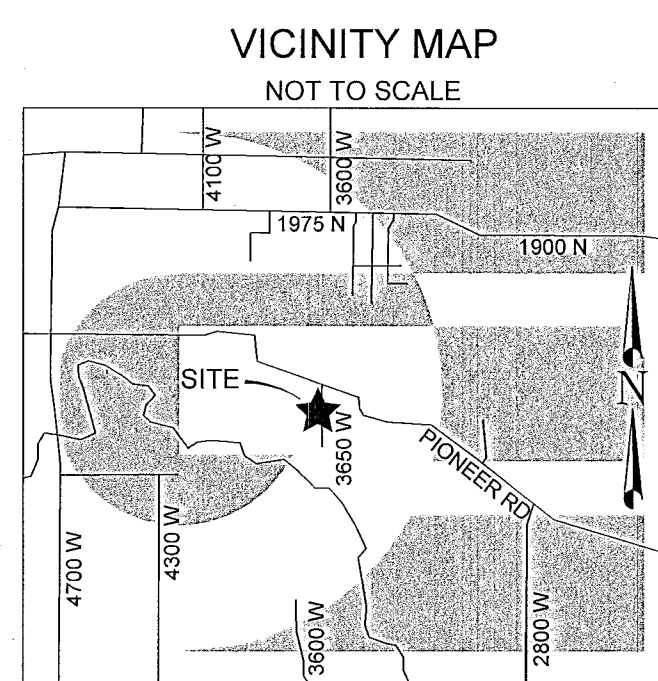 VICINITY MAP
NOT TO SCALE
4100 W
3600 W
1975 N
1900 N
SITE
N
3650 W
PIONEER RD
4700 W
4300 W
3600 W
2800 W